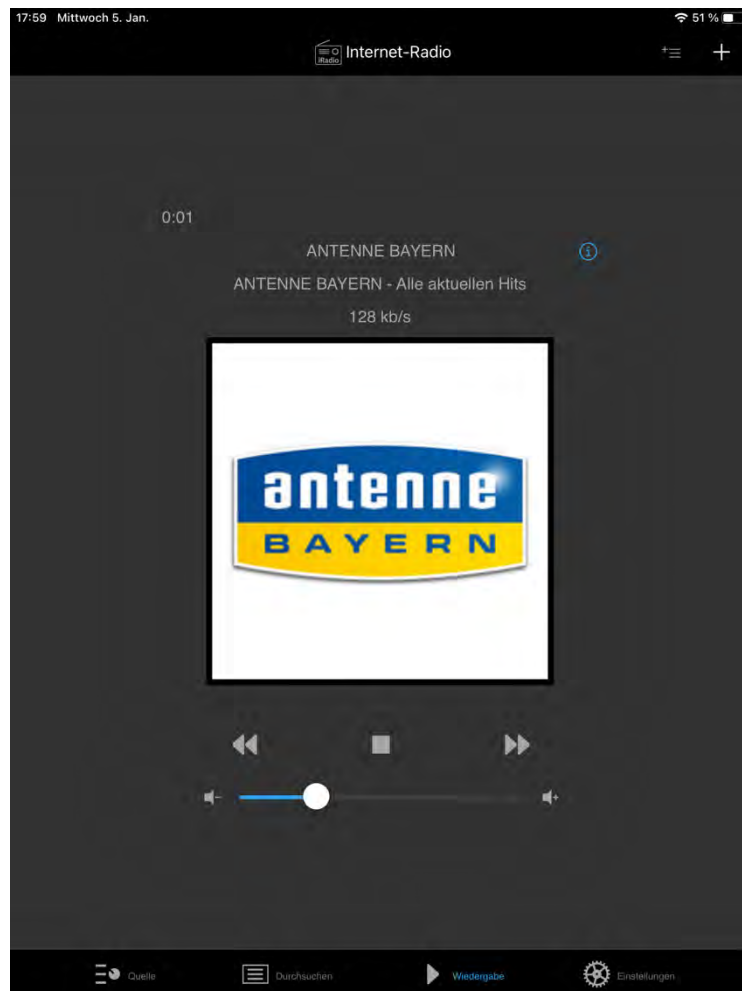 17:59 Mittwoch 5. Jan. 51 %
iRadio Internet-Radio
0:01
ANTENNE BAYERN
ANTENNE BAYERN - Alle aktuellen Hits
128 kb/s
antenne
BAYERN
Quelle Durchsuchen Wiedergabe Einstellungen